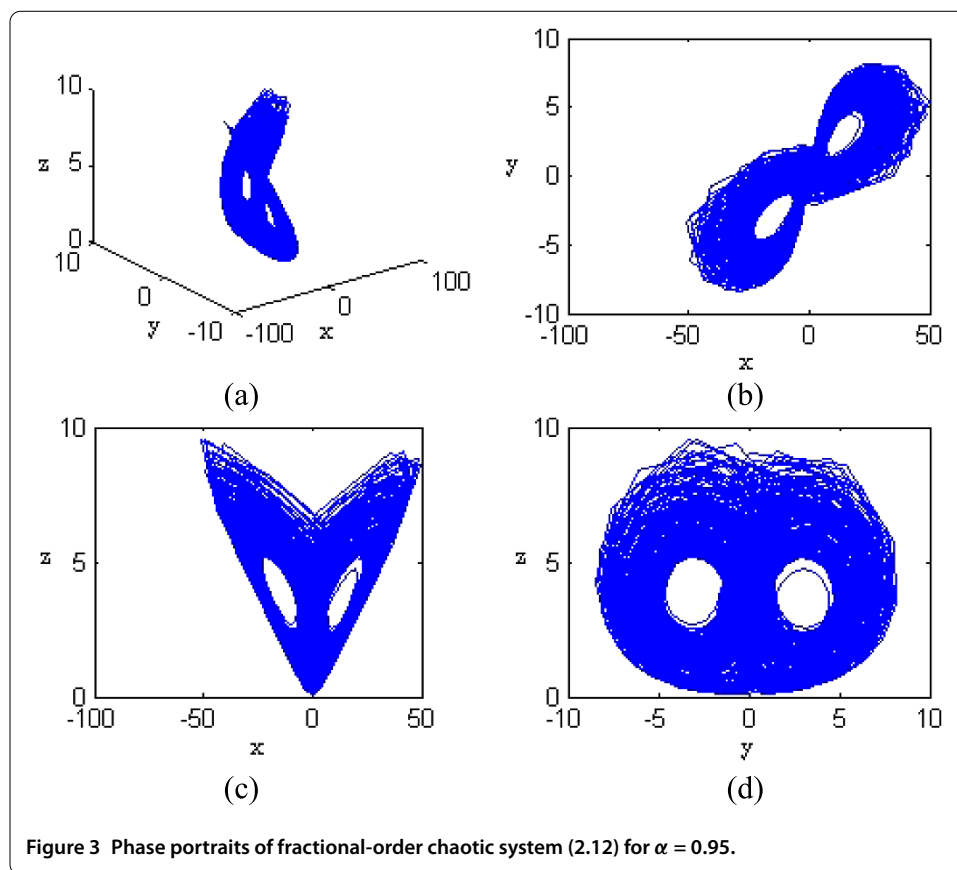 10
5
z
0
10
0
y
-10
-100
x
0
100
(a)
10
5
y
0
-5
-10
-100
-50
0
50
x
(b)
10
z
5
0
-100
-50
0
50
x
(c)
10
z
5
0
-10
-5
0
5
10
y
(d)
Figure 3 Phase portraits of fractional-order chaotic system (2.12) for α = 0.95.